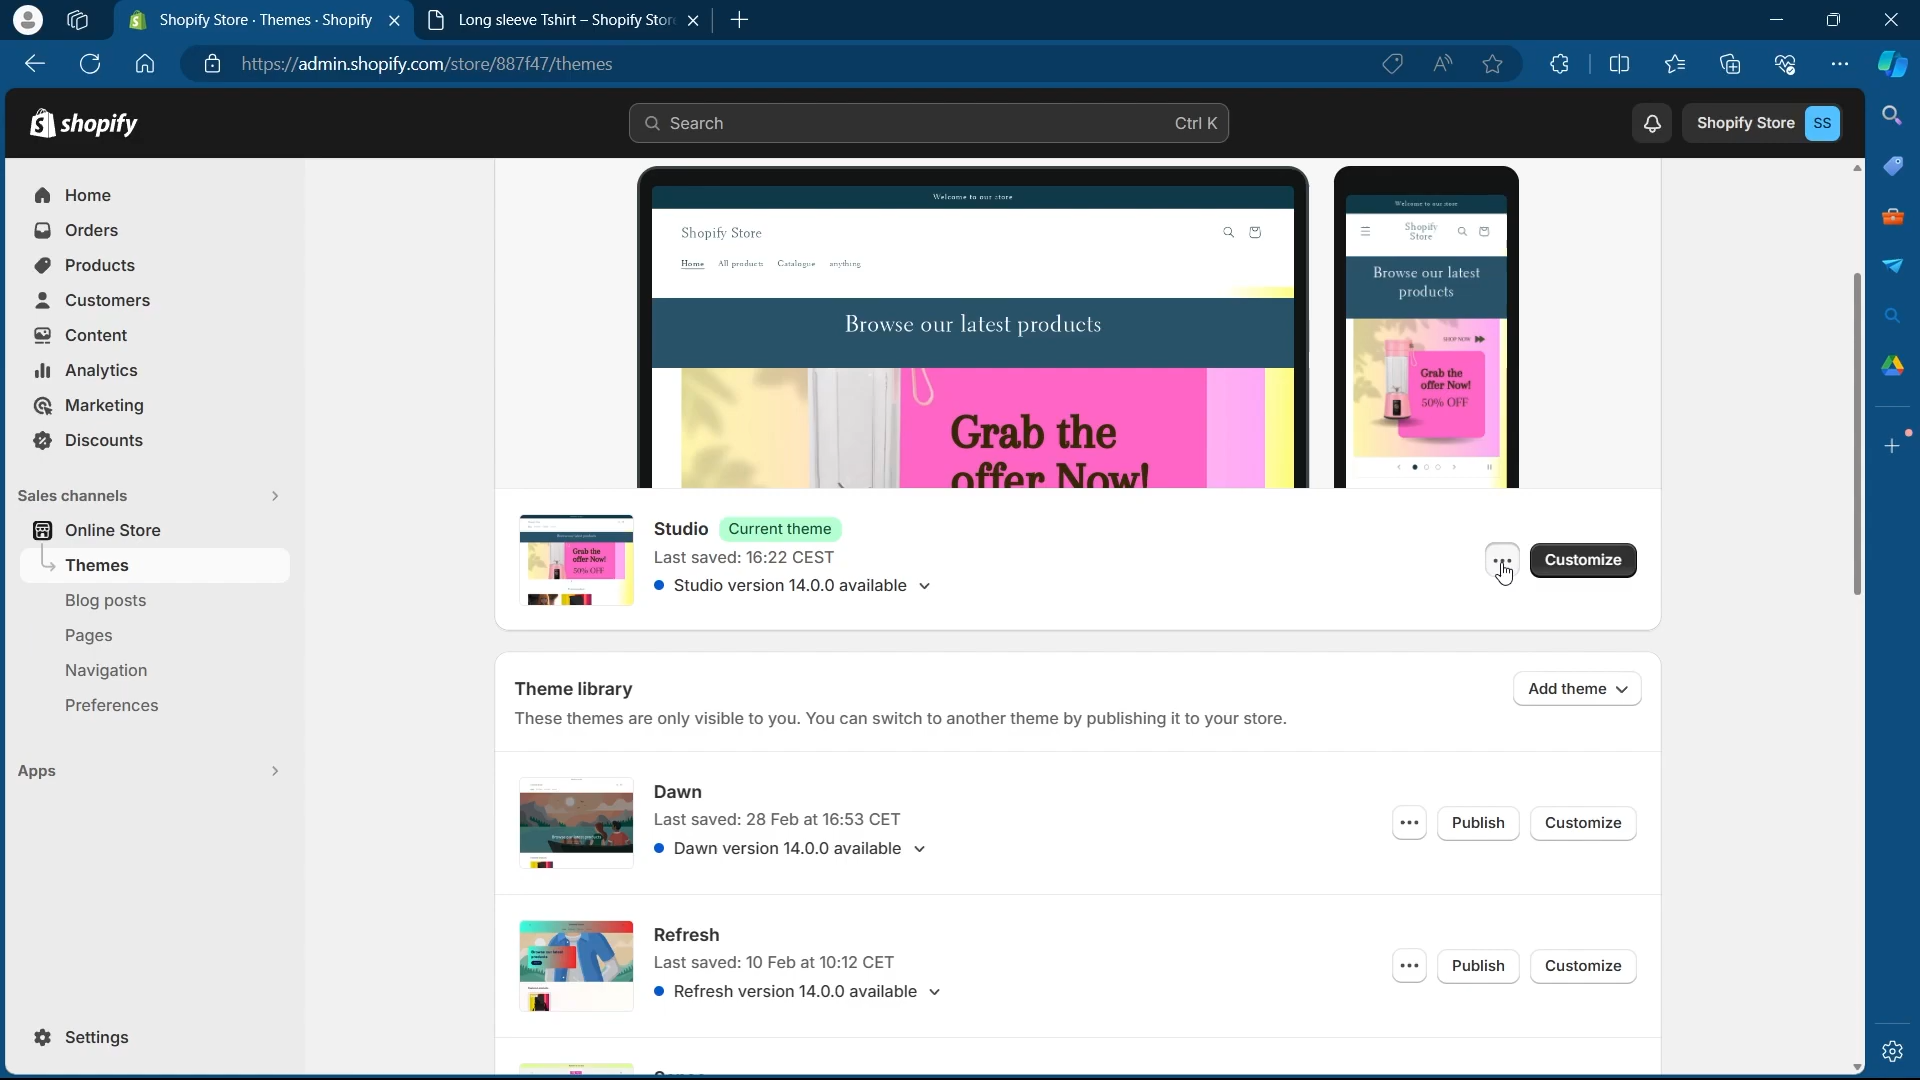 Shopify Store · Themes · Shopify
Long sleeve Tshirt – Shopify Stor
https://admin.shopify.com/store/887f47/themes
shopify
Search
Ctrl K
Shopify Store
SS
Home
Orders
Products
Customers
Content
Analytics
Marketing
Discounts
Sales channels
Online Store
Themes
Blog posts
Pages
Navigation
Preferences
Apps
Settings
Welcome to our store
Shopify Store
Home All products Catalogue anything
Browse our latest products
Grab the
offer Now!
Welcome to our store
Shopify
Store
Browse our latest
products
SHOP NOW
Grab the
offer Now!
50% OFF
Studio
Current theme
Last saved: 16:22 CEST
Studio version 14.0.0 available
Customize
Theme library
Add theme
These themes are only visible to you. You can switch to another theme by publishing it to your store.
Dawn
Last saved: 28 Feb at 16:53 CET
Dawn version 14.0.0 available
Publish
Customize
Refresh
Last saved: 10 Feb at 10:12 CET
Refresh version 14.0.0 available
Publish
Customize